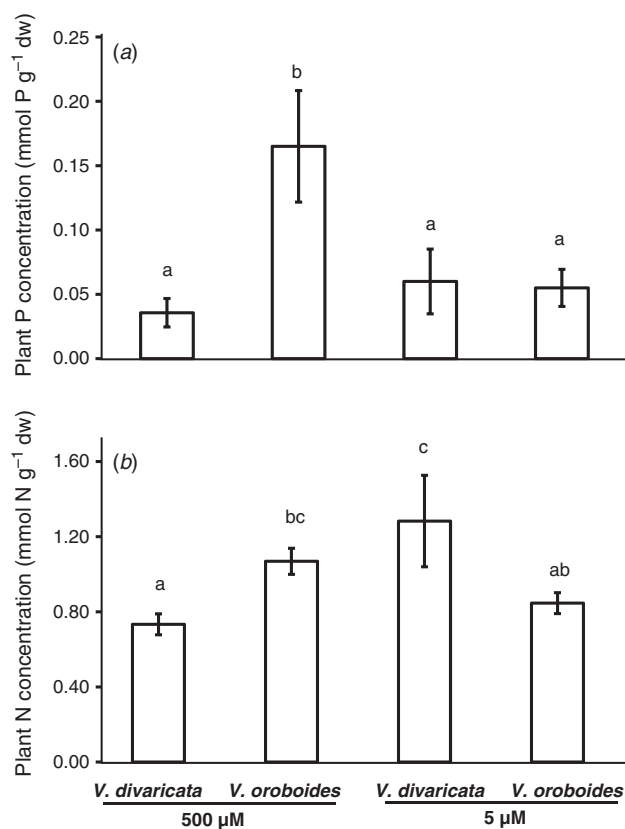 (a)
Plant P concentration (mmol P g⁻¹ dw)
0.25
0.20
0.15
0.10
0.05
0.00
a
b
a
a
(b)
Plant N concentration (mmol N g⁻¹ dw)
1.60
1.20
0.80
0.40
0.00
a
bc
c
ab
V. divaricata V. oroboides V. divaricata V. oroboides
500 µM 5 µM